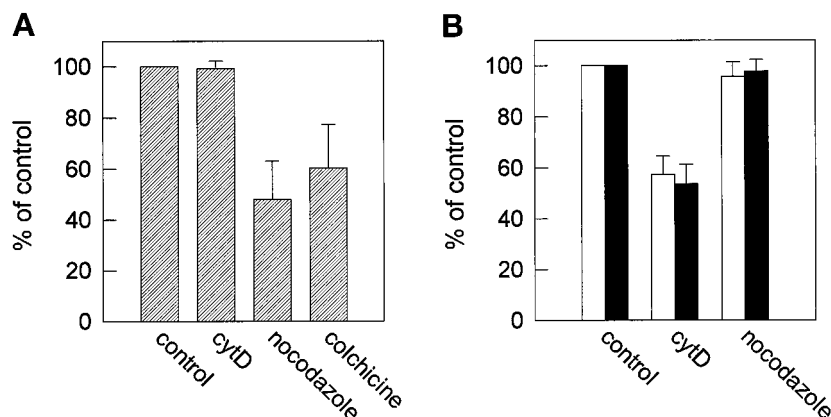 A
% of control
100
80
60
40
20
0
control
cytD
nocodazole
colchicine
B
% of control
100
80
60
40
20
0
control
cytD
nocodazole